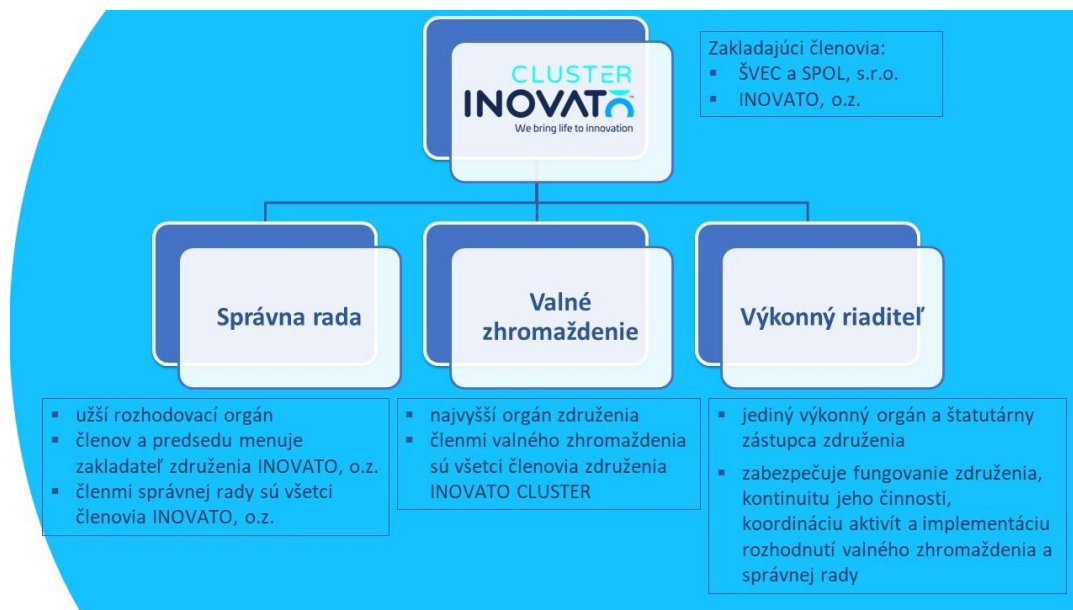 CLUSTER
INOVATO™
We bring life to innovation
Zakladajúci členovia:
▪ ŠVEC a SPOL, s.r.o.
▪ INOVATO, o.z.
Správna rada
Valné
zhromaždenie
Výkonný riaditeľ
▪ užší rozhodovací orgán
▪ členov a predsedu menuje
zakladateľ združenia INOVATO, o.z.
▪ členmi správnej rady sú všetci
členovia INOVATO, o.z.
▪ najvyšší orgán združenia
▪ členmi valného zhromaždenia
sú všetci členovia združenia
INOVATO CLUSTER
▪ jediný výkonný orgán a štatutárny
zástupca združenia
▪ zabezpečuje fungovanie združenia,
kontinuitu jeho činnosti,
koordináciu aktivít a implementáciu
rozhodnutí valného zhromaždenia a
správnej rady